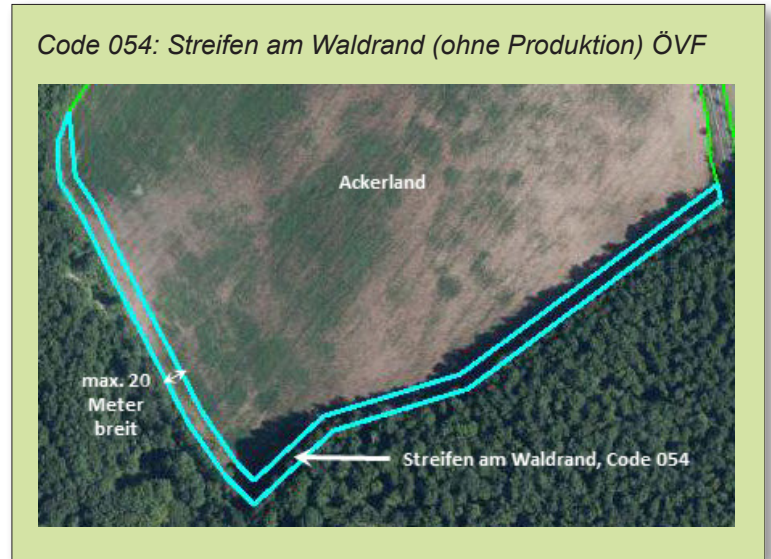 Code 054: Streifen am Waldrand (ohne Produktion) ÖVF
Ackerland
max. 20
Meter
breit
Streifen am Waldrand, Code 054